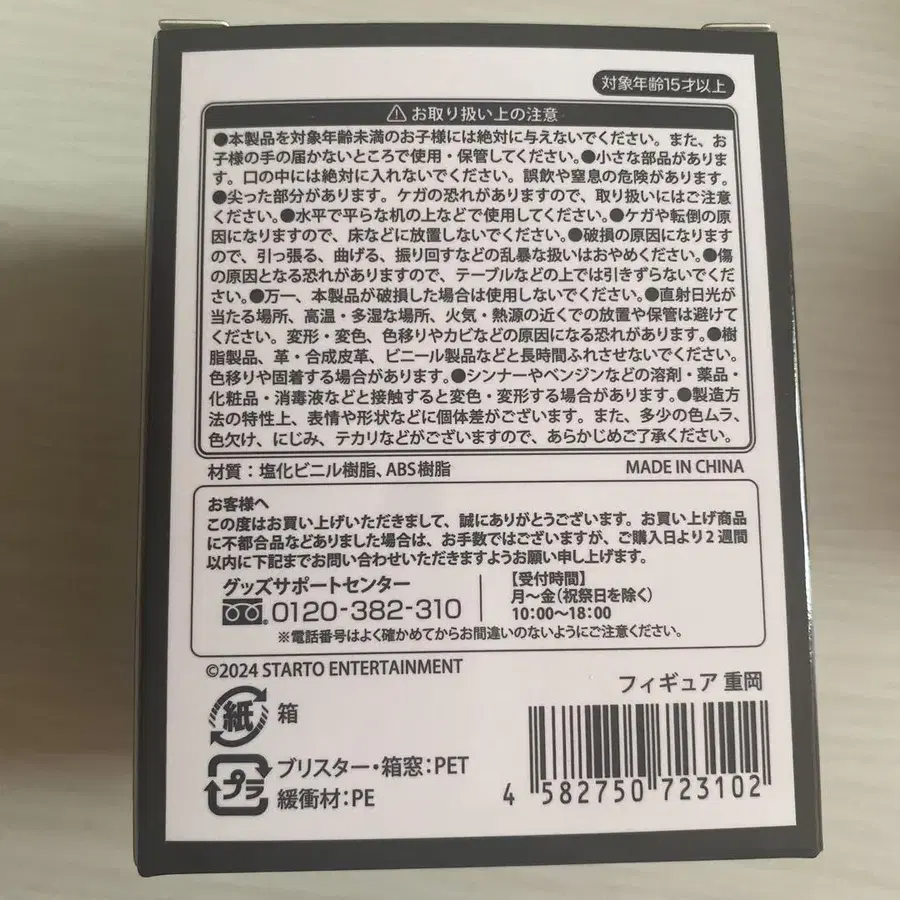 対象年齢15才以上
⚠お取り扱い上の注意
●本製品を対象年齢未満のお子様には絶対に与えないでください。また、お
子様の手の届かないところで使用・保管してください。●小さな部品がありま
す。口の中には絶対に入れないでください。誤飲や窒息の危険があります。
●尖った部分があります。ケガの恐れがありますので、取り扱いにはご注意
ください。●水平で平らな机の上などで使用してください。●ケガや転倒の原
因になりますので、床などに放置しないでください。●破損の原因になります
ので、引っ張る、曲げる、振り回すなどの乱暴な扱いはおやめください。●傷
の原因となる恐れがありますので、テーブルなどの上では引きずらないでくだ
さい。●万一、本製品が破損した場合は使用しないでください。●直射日光が
当たる場所、高温・多湿な場所、火気・熱源の近くでの放置や保管は避けて
ください。変形・変色、色移りやカビなどの原因になる恐れがあります。●樹
脂製品、革・合成皮革、ビニール製品などと長時間ふれさせないでください。
色移りや固着する場合があります。●シンナーやベンジンなどの溶剤・薬品・
化粧品・消毒液などと接触すると変色・変形する場合があります。●製造方
法の特性上、表情や形状などに個体差がございます。また、多少の色ムラ、
色欠け、にじみ、テカリなどがございますので、あらかじめご了承ください。
材質：塩化ビニル樹脂、ABS樹脂 MADE IN CHINA
お客様へ
この度はお買い上げいただきまして、誠にありがとうございます。お買い上げ商品
に不都合品などありました場合は、お手数ではございますが、ご購入日より2週間
以内に下記までお問い合わせいただきますようお願い申し上げます。
グッズサポートセンター
0120-382-310
【受付時間】
月〜金(祝祭日を除く)
10:00〜18:00
※電話番号はよく確かめてからお間違いのないようにご注意ください。
©2024 STARTO ENTERTAINMENT
フィギュア 重岡
紙 箱
プラ ブリスター・箱窓：PET
緩衝材：PE
4 582750 723102